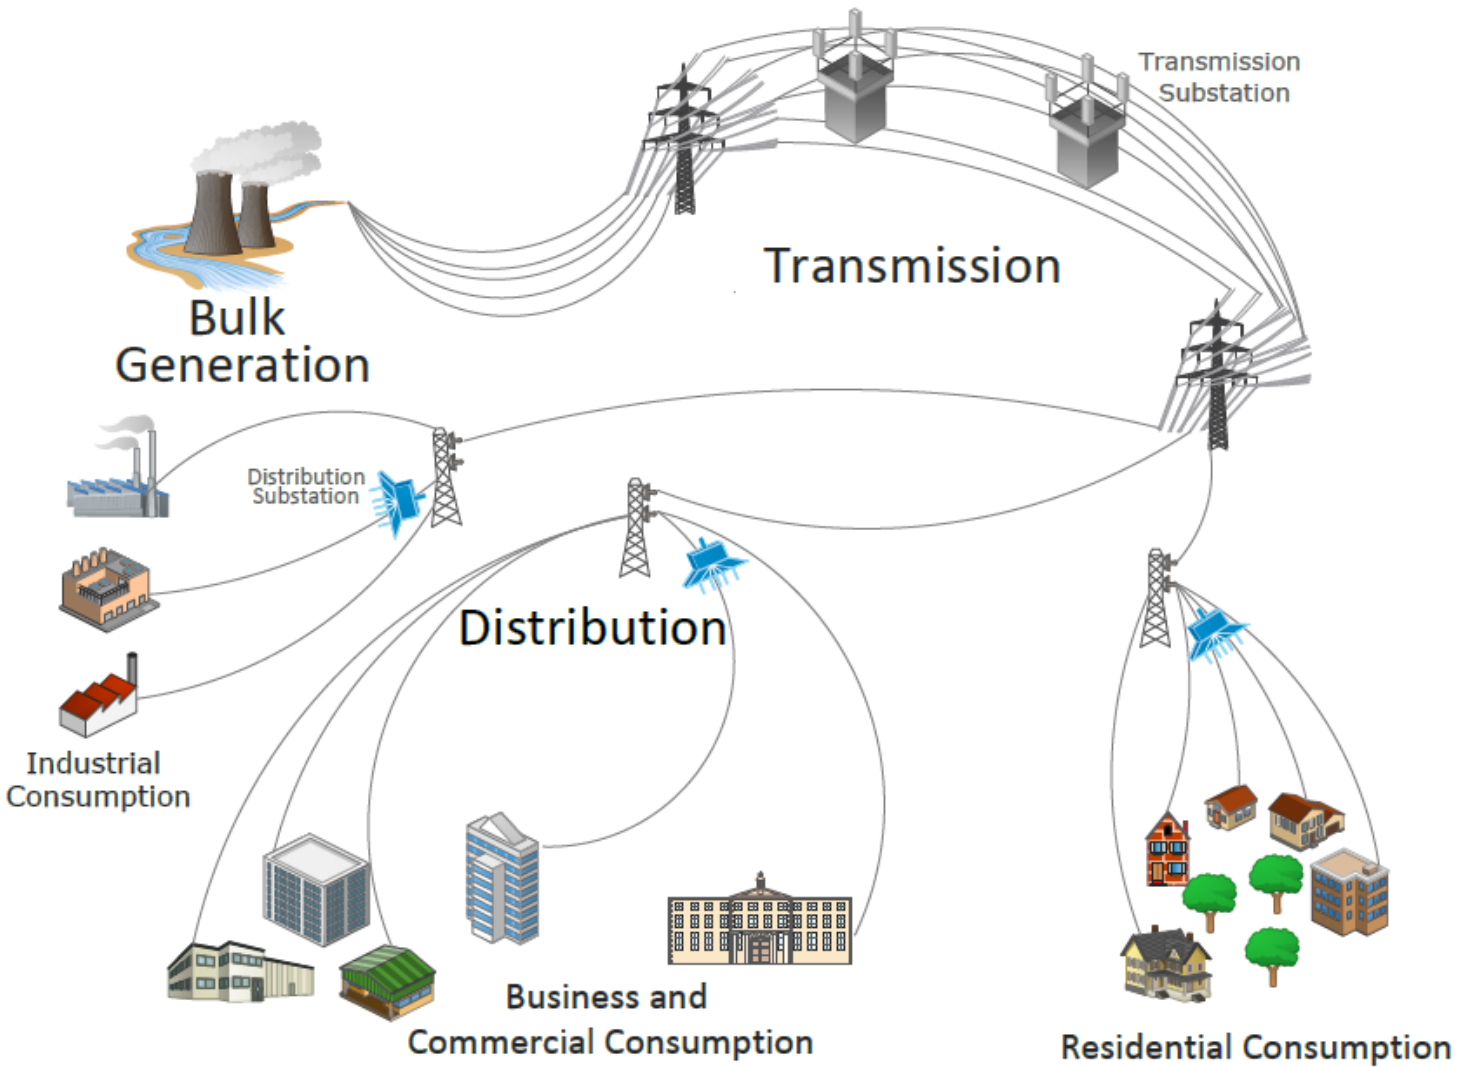 Transmission
Substation
Transmission
Bulk
Generation
Distribution
Substation
Distribution
Industrial
Consumption
Business and
Commercial Consumption
Residential Consumption